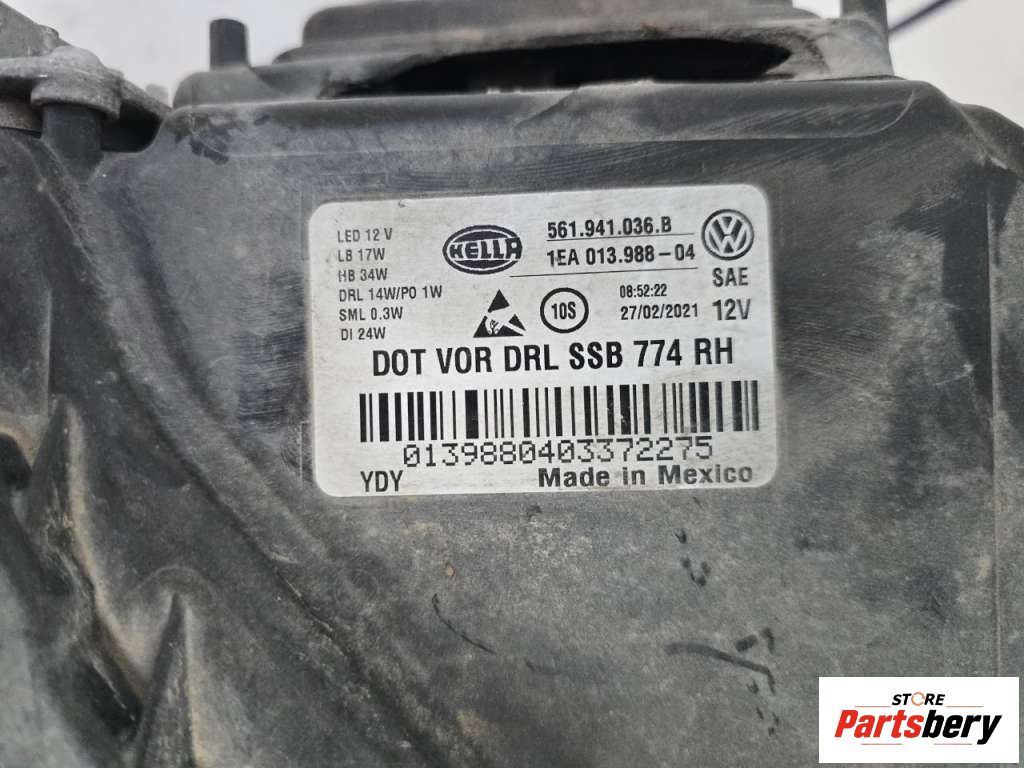 LED 12 V
LB 17W
HB 34W
DRL 14W/PO 1W
SML 0.3W
DI 24W
HELLA
561.941.036.B
1EA 013.988-04
VW
SAE
10S
08:52:22
27/02/2021
12V
DOT VOR DRL SSB 774 RH
0139880403372275
YDY
Made in Mexico
STORE
Partsbery